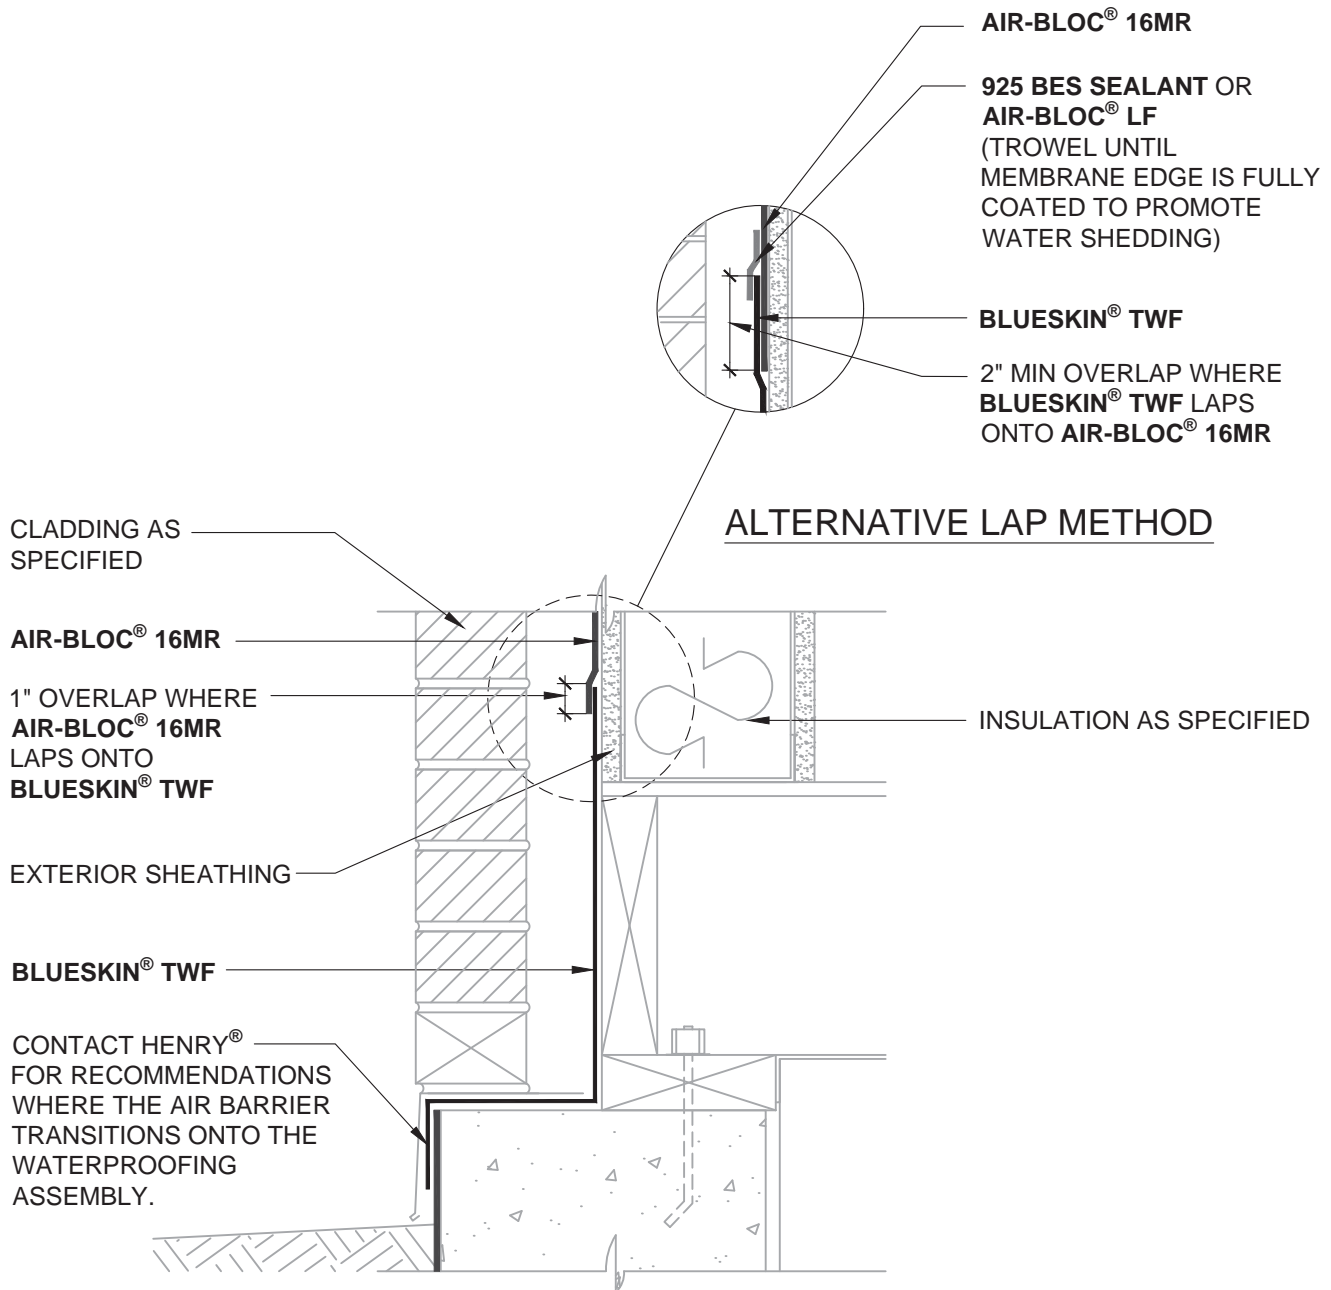 AIR-BLOC® 16MR
925 BES SEALANT OR
AIR-BLOC® LF
(TROWEL UNTIL
MEMBRANE EDGE IS FULLY
COATED TO PROMOTE
WATER SHEDDING)
BLUESKIN® TWF
2" MIN OVERLAP WHERE
BLUESKIN® TWF LAPS
ONTO AIR-BLOC® 16MR
ALTERNATIVE LAP METHOD
CLADDING AS
SPECIFIED
AIR-BLOC® 16MR
1" OVERLAP WHERE
AIR-BLOC® 16MR
LAPS ONTO
BLUESKIN® TWF
INSULATION AS SPECIFIED
EXTERIOR SHEATHING
BLUESKIN® TWF
CONTACT HENRY®
FOR RECOMMENDATIONS
WHERE THE AIR BARRIER
TRANSITIONS ONTO THE
WATERPROOFING
ASSEMBLY.